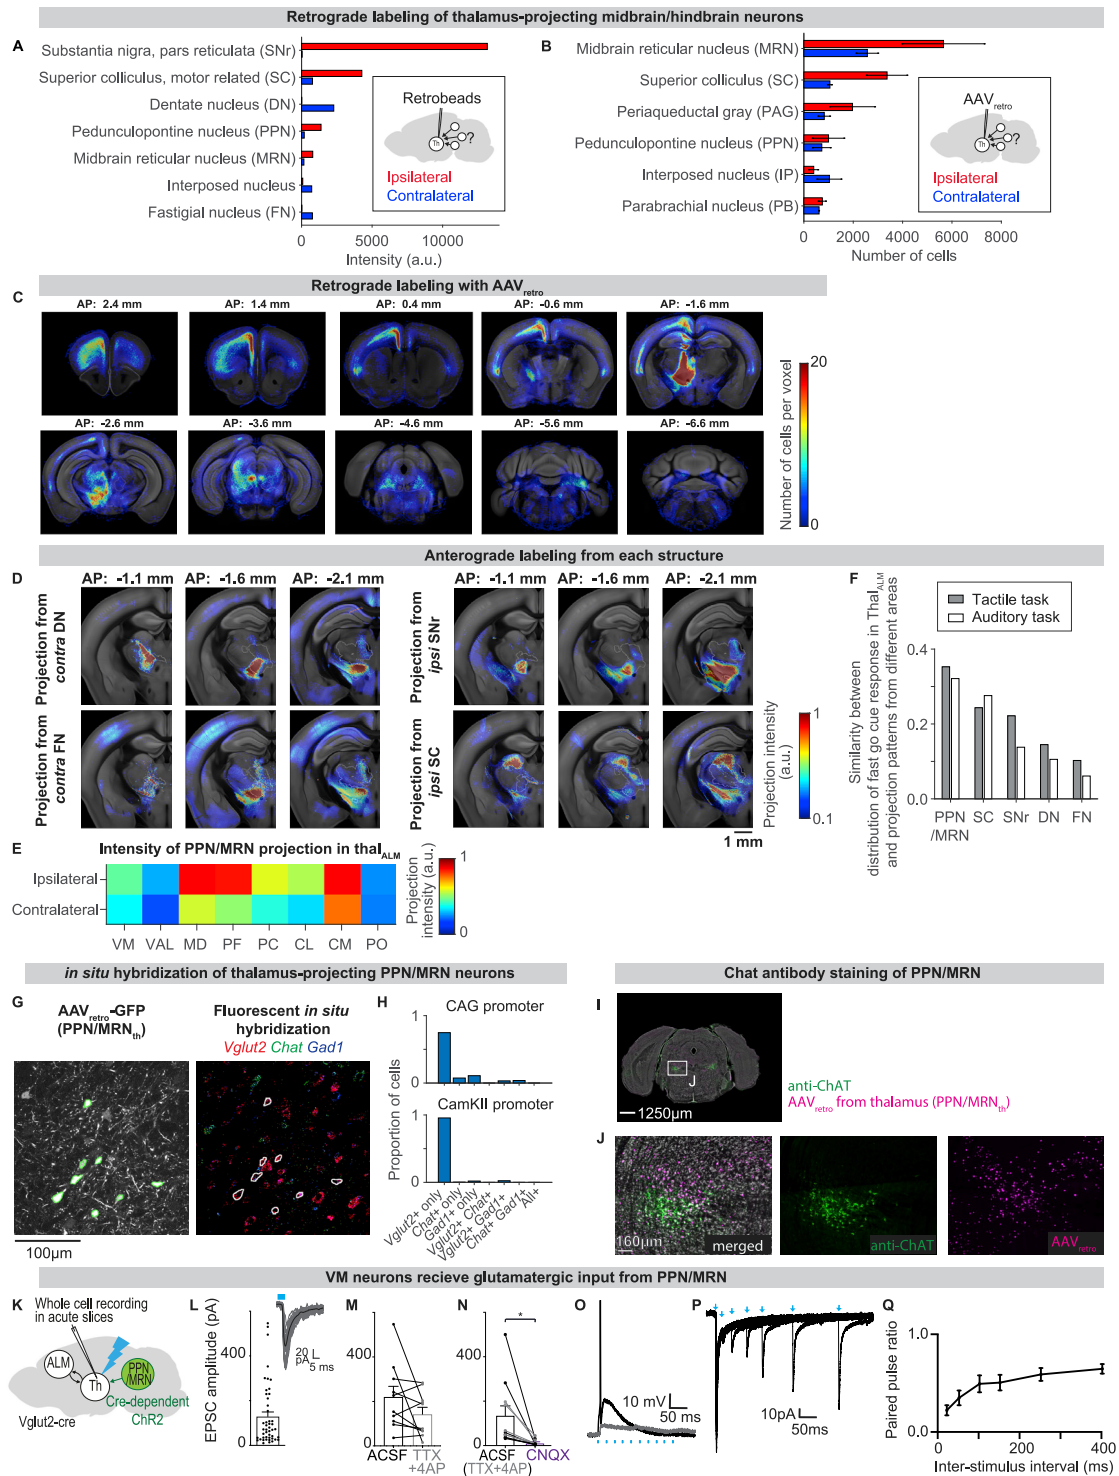 Retrograde labeling of thalamus-projecting midbrain/hindbrain neurons
A
Substantia nigra, pars reticulata (SNr)
Superior colliculus, motor related (SC)
Dentate nucleus (DN)
Pedunculopontine nucleus (PPN)
Midbrain reticular nucleus (MRN)
Interposed nucleus
Fastigial nucleus (FN)
0 5000 10000
Intensity (a.u.)
Retrobeads
Th
?
Ipsilateral
Contralateral
B
Midbrain reticular nucleus (MRN)
Superior colliculus (SC)
Periaqueductal gray (PAG)
Pedunculopontine nucleus (PPN)
Interposed nucleus (IP)
Parabrachial nucleus (PB)
0 2000 4000 6000 8000
Number of cells
AAVretro
Th
?
Ipsilateral
Contralateral
Retrograde labeling with AAVretro
C
AP: 2.4 mm AP: 1.4 mm AP: 0.4 mm AP: -0.6 mm AP: -1.6 mm
AP: -2.6 mm AP: -3.6 mm AP: -4.6 mm AP: -5.6 mm AP: -6.6 mm
Number of cells per voxel
20
0
Anterograde labeling from each structure
D
AP: -1.1 mm AP: -1.6 mm AP: -2.1 mm
Projection from
contra DN
Projection from
contra FN
AP: -1.1 mm AP: -1.6 mm AP: -2.1 mm
Projection from
ipsi SNr
Projection from
ipsi SC
1 mm
Projection intensity
(a.u.)
1
0.1
F
Tactile task
Auditory task
Similarity between
distribution of fast go cue response in ThalALM
and projection patterns from different areas
0.4
0.2
0.0
PPN
/MRN
SC SNr DN FN
E
Intensity of PPN/MRN projection in thalALM
Ipsilateral
Contralateral
VM VAL MD PF PC CL CM PO
Projection
intensity (a.u.)
1
0
in situ hybridization of thalamus-projecting PPN/MRN neurons
G
AAVretro-GFP
(PPN/MRNth)
Fluorescent in situ
hybridization
Vglut2 Chat Gad1
100µm
H
CAG promoter
1
0
CamKII promoter
1
0
Proportion of cells
Vglut2+ only
Chat+ only
Gad1+ only
Vglut2+ Chat+
Vglut2+ Gad1+
Chat+ Gad1+
All+
Chat antibody staining of PPN/MRN
I
J
1250µm
anti-ChAT
AAVretro from thalamus (PPN/MRNth)
J
160µm
merged
anti-ChAT
AAVretro
VM neurons recieve glutamatergic input from PPN/MRN
K
Whole cell recording
in acute slices
ALM
Th
PPN
/MRN
Cre-dependent
ChR2
Vglut2-cre
L
EPSC amplitude (pA)
400
0
20
pA
5 ms
M
400
0
ACSF TTX
+4AP
N
*
400
0
ACSF CNQX
(TTX+4AP)
O
10 mV
50 ms
P
10pA
50ms
Q
Paired pulse ratio
1.0
0.0
0 200 400
Inter-stimulus interval (ms)